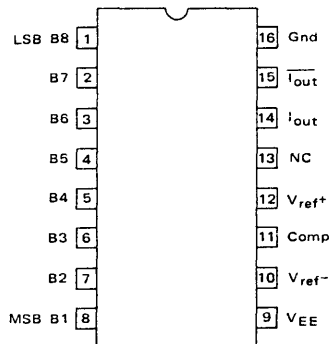 LSB B8 1 16 Gnd
B7 2 15 I̅o̅u̅t̅
B6 3 14 Iout
B5 4 13 NC
B4 5 12 Vref+
B3 6 11 Comp
B2 7 10 Vref-
MSB B1 8 9 VEE